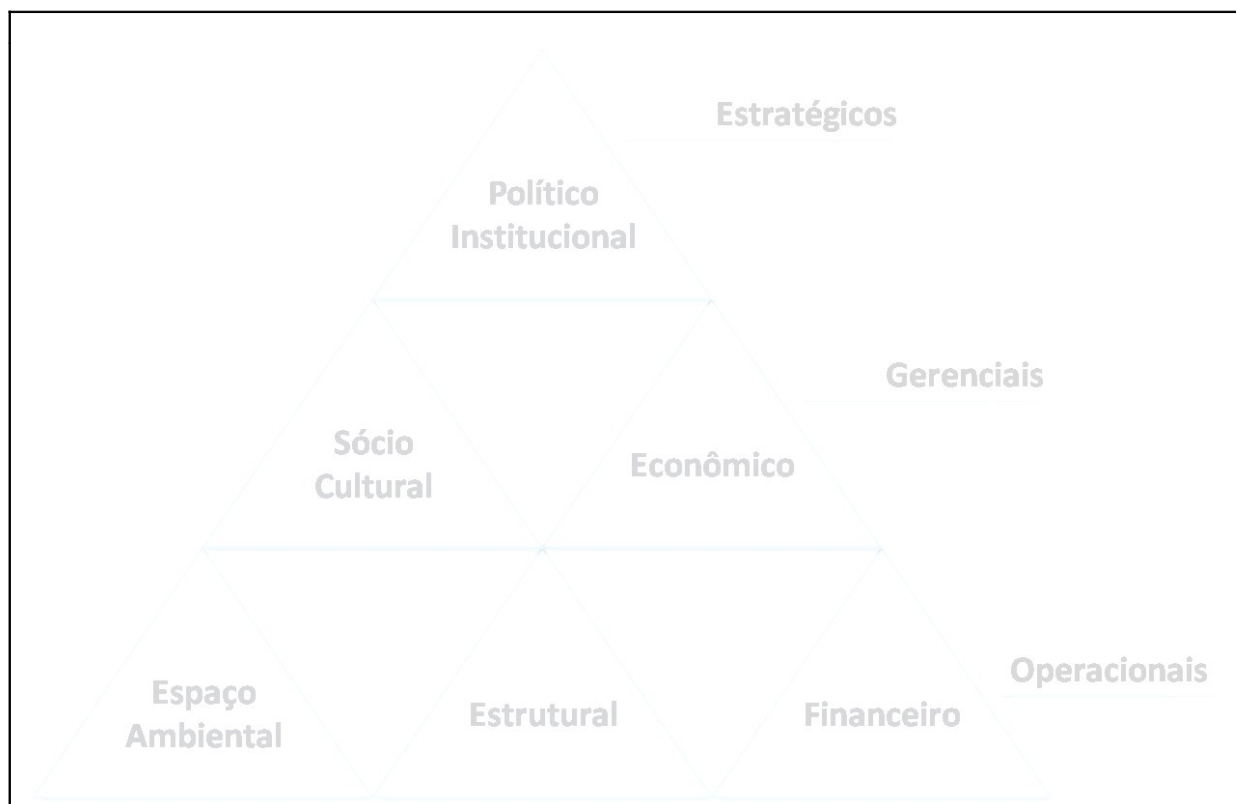 Estratégicos
Político
Institucional
Gerenciais
Sócio
Cultural
Econômico
Operacionais
Espaço
Ambiental
Estrutural
Financeiro